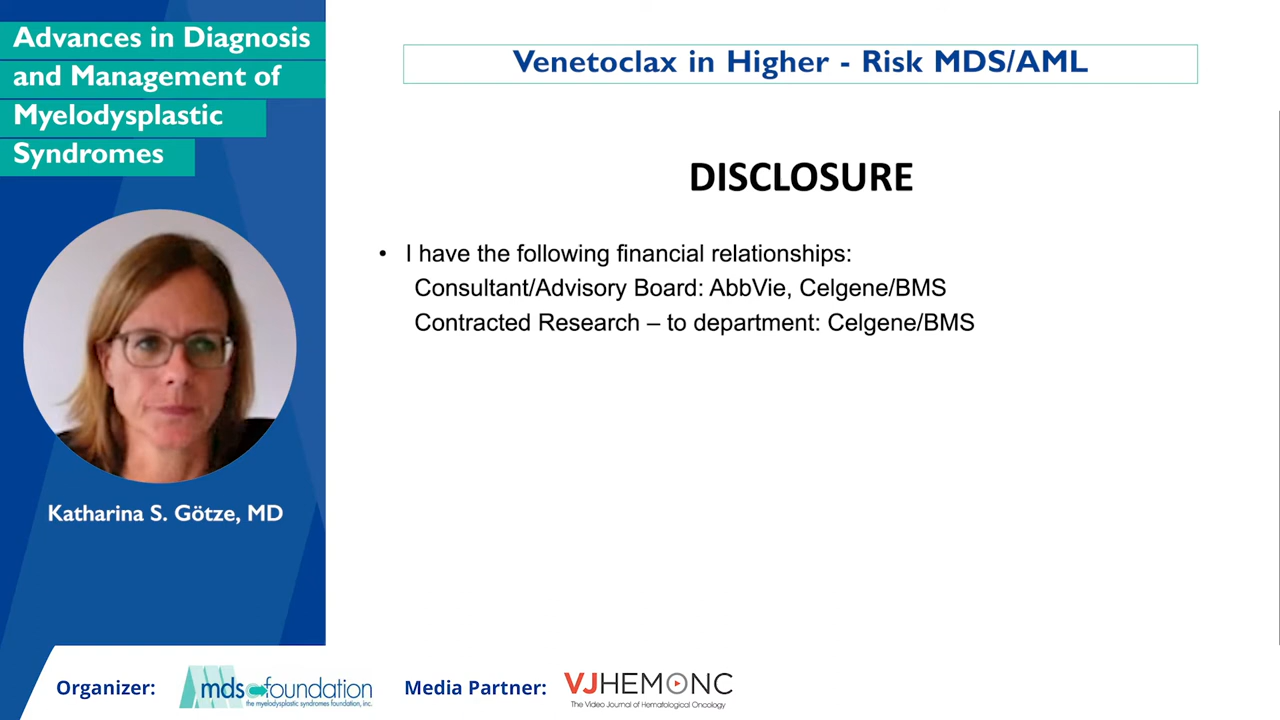 Advances in Diagnosis
and Management of
Myelodysplastic
Syndromes
Katharina S. Götze, MD
Venetoclax in Higher - Risk MDS/AML
DISCLOSURE
• I have the following financial relationships:
Consultant/Advisory Board: AbbVie, Celgene/BMS
Contracted Research – to department: Celgene/BMS
Organizer:
mds foundation
the myelodysplastic syndromes foundation, inc.
Media Partner:
VJHEMONC
The Video Journal of Hematological Oncology